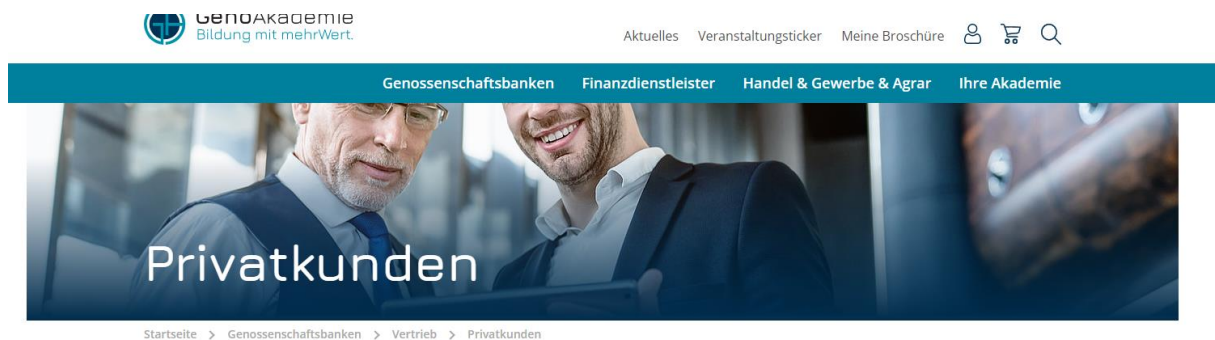 GenoAkademie
Bildung mit mehrWert.
Aktuelles Veranstaltungsticker Meine Broschüre
Genossenschaftsbanken Finanzdienstleister Handel & Gewerbe & Agrar Ihre Akademie
Privatkunden
Startseite > Genossenschaftsbanken > Vertrieb > Privatkunden